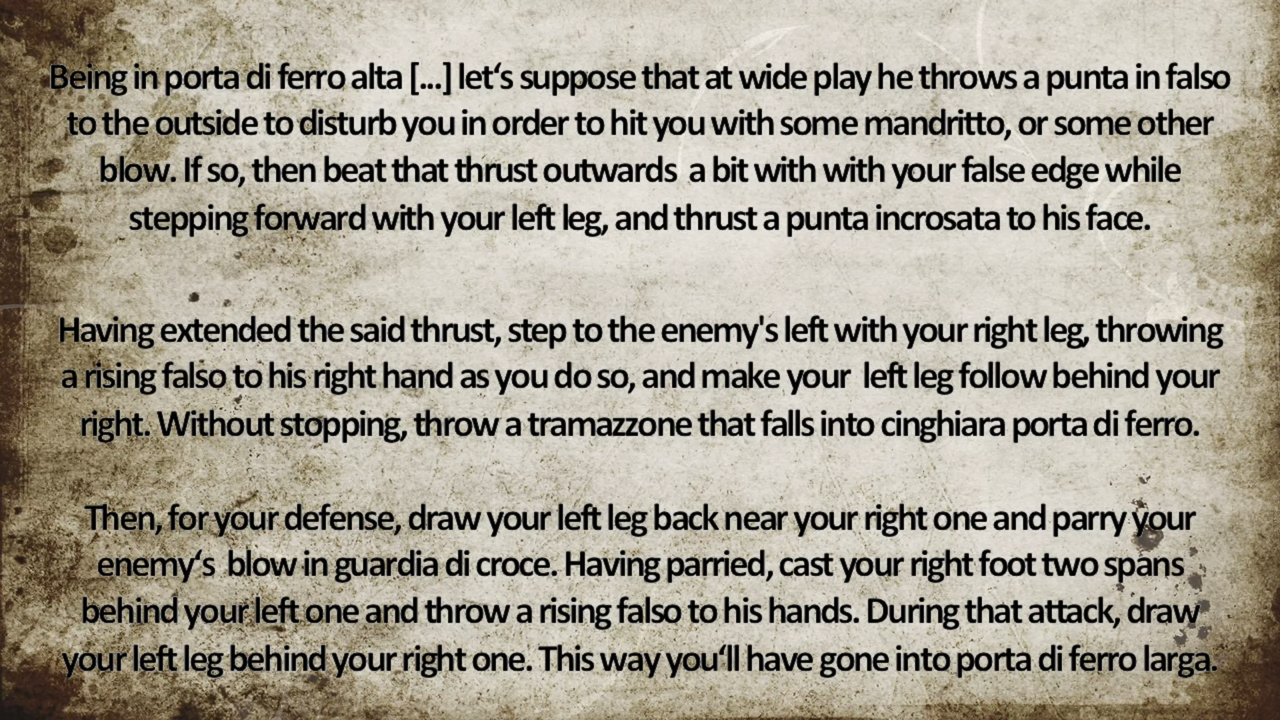 Being in porta di ferro alta [...] let‘s suppose that at wide play he throws a punta in falso
to the outside to disturb you in order to hit you with some mandritto, or some other
blow. If so, then beat that thrust outwards a bit with with your false edge while
stepping forward with your left leg, and thrust a punta incrosata to his face.
Having extended the said thrust, step to the enemy's left with your right leg, throwing
a rising falso to his right hand as you do so, and make your left leg follow behind your
right. Without stopping, throw a tramazzone that falls into cinghiara porta di ferro.
Then, for your defense, draw your left leg back near your right one and parry your
enemy‘s blow in guardia di croce. Having parried, cast your right foot two spans
behind your left one and throw a rising falso to his hands. During that attack, draw
your left leg behind your right one. This way you‘ll have gone into porta di ferro larga.